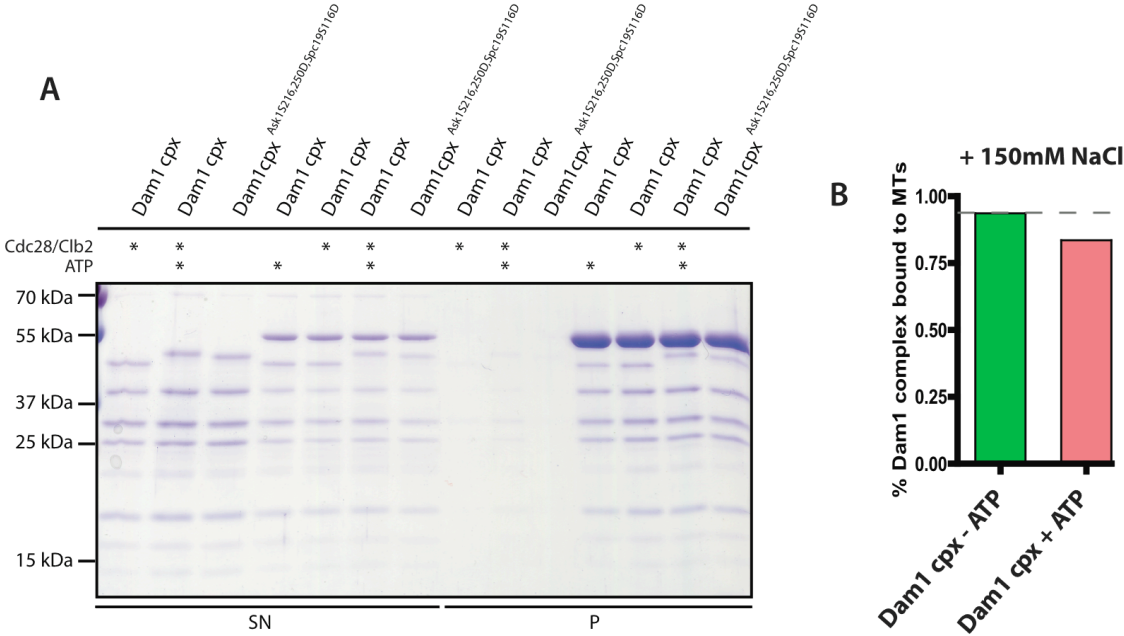 A
Dam1 cpx
Dam1 cpx
Dam1cpx Ask1S216,250D,Spc19S116D
Dam1 cpx
Dam1 cpx
Dam1 cpx
Dam1cpx Ask1S216,250D,Spc19S116D
Dam1 cpx
Dam1 cpx
Dam1cpx Ask1S216,250D,Spc19S116D
Dam1 cpx
Dam1 cpx
Dam1 cpx
Dam1cpx Ask1S216,250D,Spc19S116D
Cdc28/Clb2 * * * * * * * *
ATP * * * * * *
70 kDa
55 kDa
37 kDa
25 kDa
15 kDa
SN
P
B
+ 150mM NaCl
% Dam1 complex bound to MTs
1.00
0.75
0.50
0.25
0.00
Dam1 cpx - ATP
Dam1 cpx + ATP